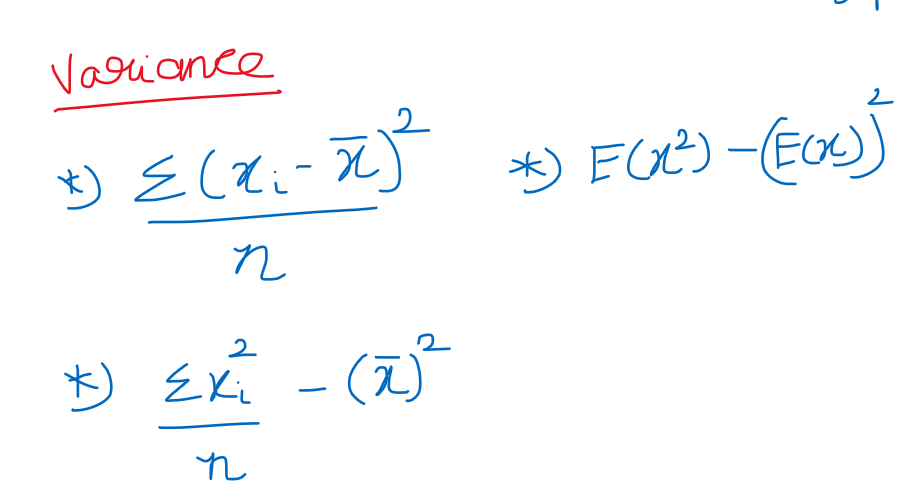 Variance
*) Σ(xᵢ - x̄)² / n
*) E(x²) - (E(x))²
*) Σxᵢ² / n - (x̄)²